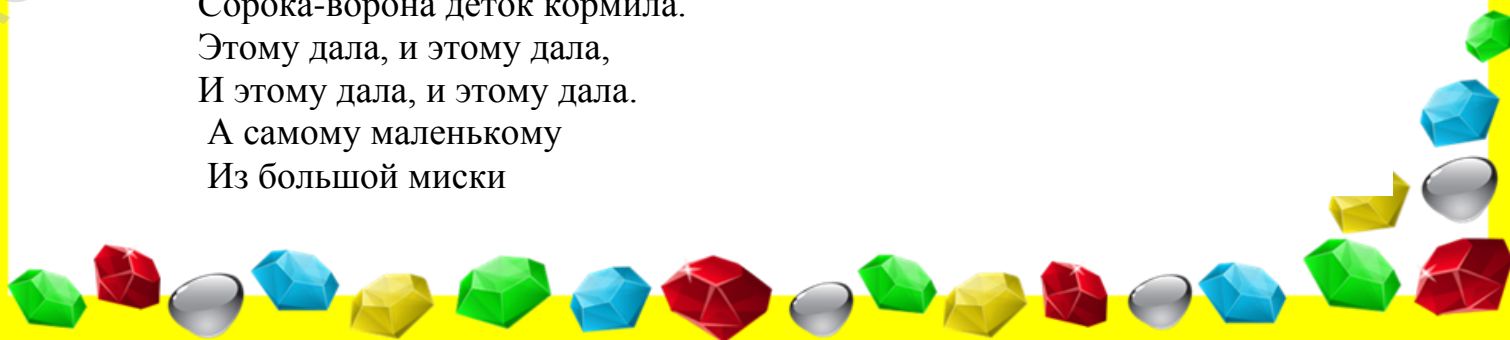 Сорока-ворона деток кормила.
Этому дала, и этому дала,
И этому дала, и этому дала.
А самому маленькому
Из большой миски